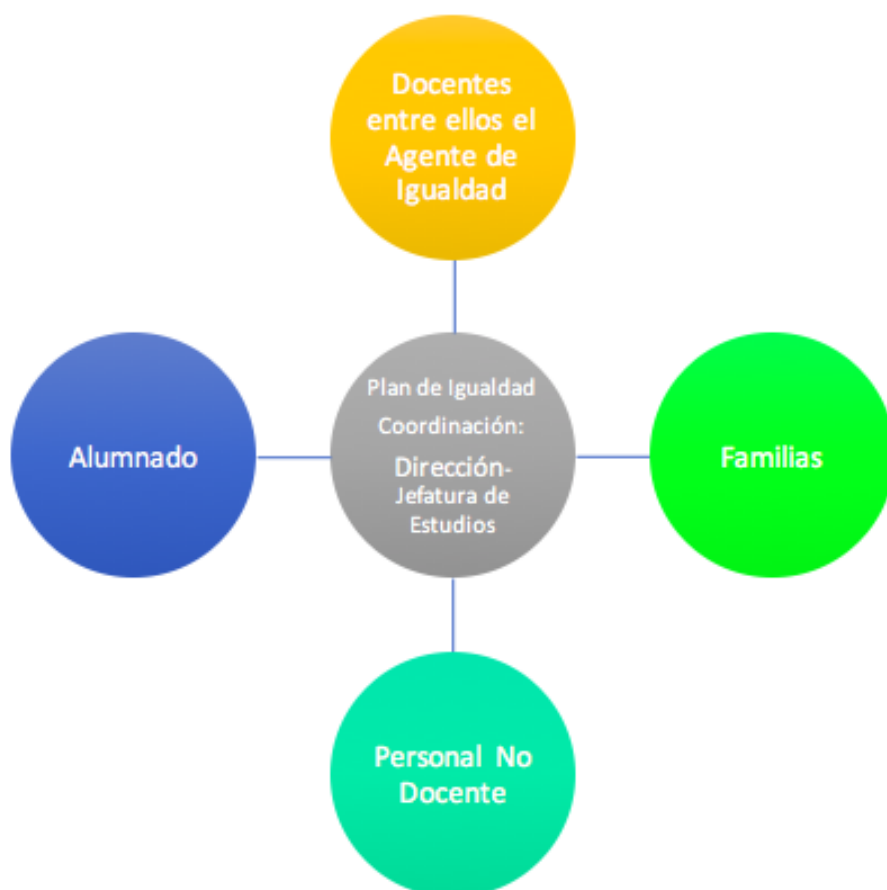 Docentes
entre ellos el
Agente de
Igualdad
Alumnado
Plan de Igualdad
Coordinación:
Dirección-
Jefatura de
Estudios
Familias
Personal No
Docente